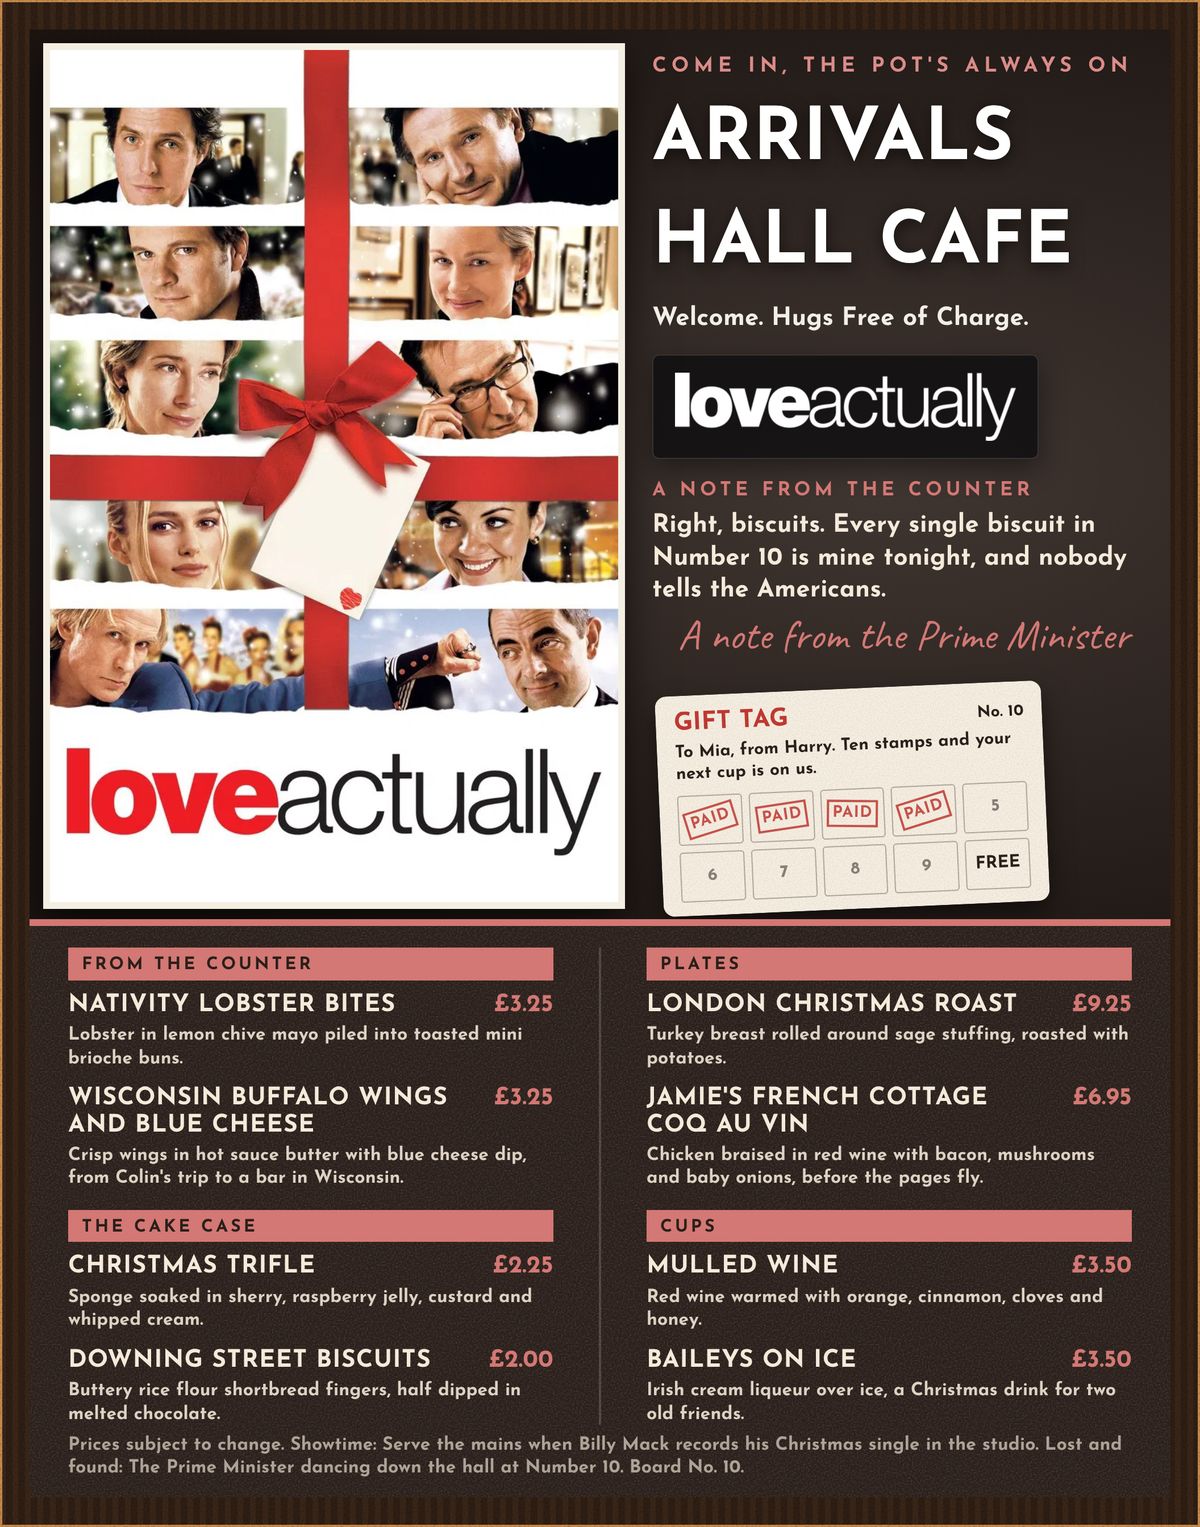 COME IN, THE POT'S ALWAYS ON
ARRIVALS
HALL CAFE
Welcome. Hugs Free of Charge.
loveactually
A NOTE FROM THE COUNTER
Right, biscuits. Every single biscuit in
Number 10 is mine tonight, and nobody
tells the Americans.
A note from the Prime Minister
GIFT TAG
No. 10
To Mia, from Harry. Ten stamps and your
next cup is on us.
PAID PAID PAID PAID 5
6 7 8 9 FREE
loveactually
FROM THE COUNTER
NATIVITY LOBSTER BITES £3.25
Lobster in lemon chive mayo piled into toasted mini
brioche buns.
WISCONSIN BUFFALO WINGS £3.25
AND BLUE CHEESE
Crisp wings in hot sauce butter with blue cheese dip,
from Colin's trip to a bar in Wisconsin.
THE CAKE CASE
CHRISTMAS TRIFLE £2.25
Sponge soaked in sherry, raspberry jelly, custard and
whipped cream.
DOWNING STREET BISCUITS £2.00
Buttery rice flour shortbread fingers, half dipped in
melted chocolate.
PLATES
LONDON CHRISTMAS ROAST £9.25
Turkey breast rolled around sage stuffing, roasted with
potatoes.
JAMIE'S FRENCH COTTAGE £6.95
COQ AU VIN
Chicken braised in red wine with bacon, mushrooms
and baby onions, before the pages fly.
CUPS
MULLED WINE £3.50
Red wine warmed with orange, cinnamon, cloves and
honey.
BAILEYS ON ICE £3.50
Irish cream liqueur over ice, a Christmas drink for two
old friends.
Prices subject to change. Showtime: Serve the mains when Billy Mack records his Christmas single in the studio. Lost and
found: The Prime Minister dancing down the hall at Number 10. Board No. 10.